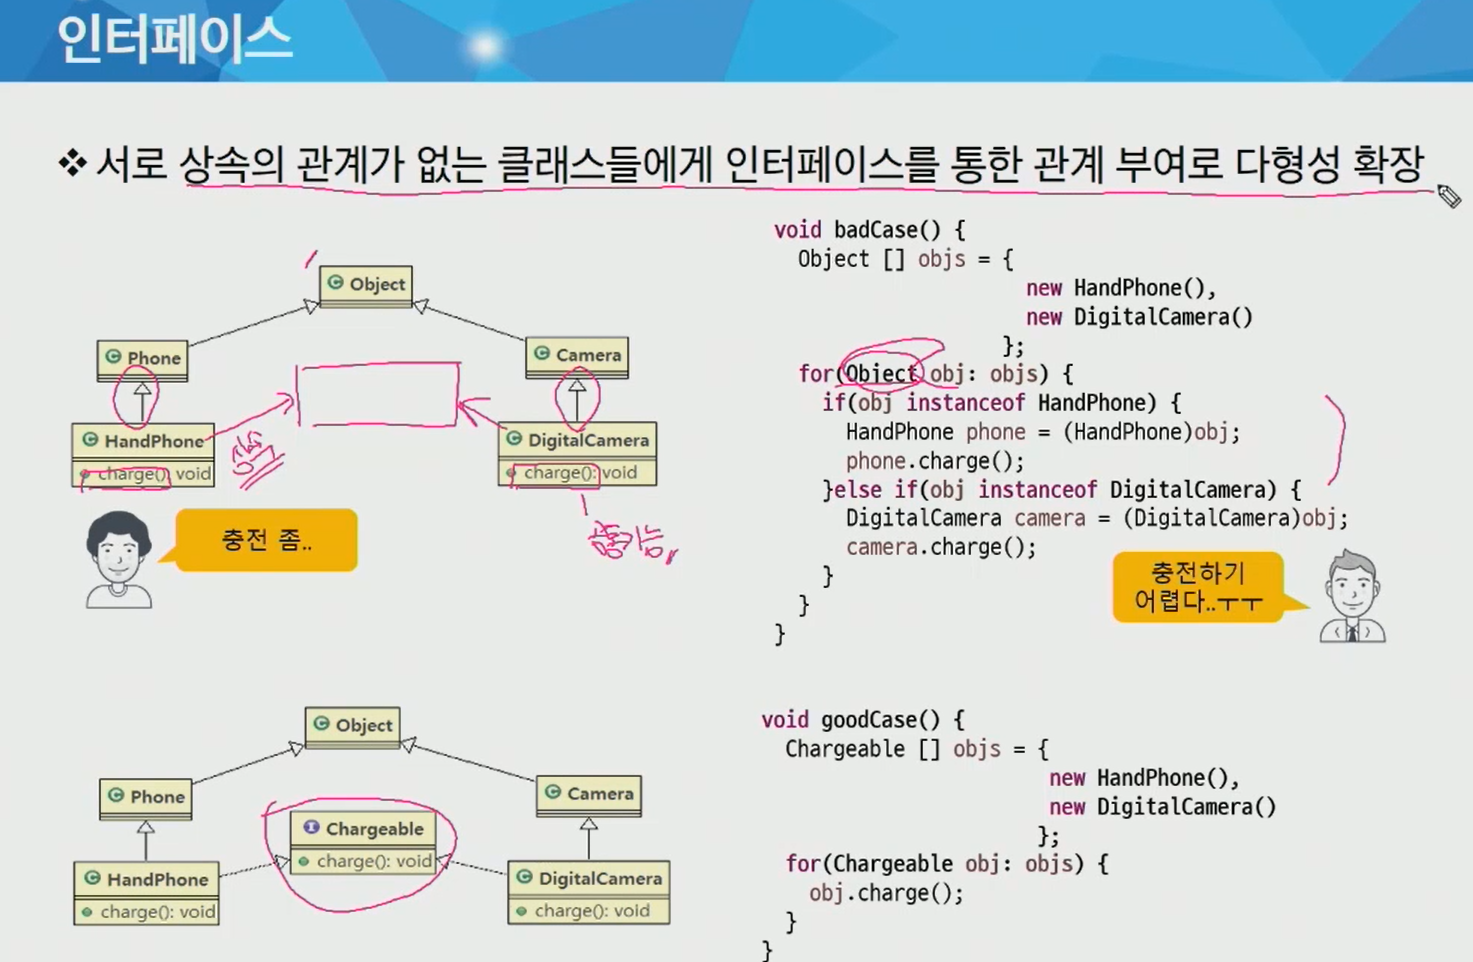 인터페이스
❖ 서로 상속의 관계가 없는 클래스들에게 인터페이스를 통한 관계 부여로 다형성 확장
Object
Phone
Camera
HandPhone
charge(): void
DigitalCamera
charge(): void
충전 좀..
void badCase() {
Object [] objs = {
new HandPhone(),
new DigitalCamera()
};
for(Object obj: objs) {
if(obj instanceof HandPhone) {
HandPhone phone = (HandPhone)obj;
phone.charge();
}else if(obj instanceof DigitalCamera) {
DigitalCamera camera = (DigitalCamera)obj;
camera.charge();
}
}
}
충전하기
어렵다..ㅜㅜ
Object
Phone
Camera
Chargeable
charge(): void
HandPhone
charge(): void
DigitalCamera
charge(): void
void goodCase() {
Chargeable [] objs = {
new HandPhone(),
new DigitalCamera()
};
for(Chargeable obj: objs) {
obj.charge();
}
}